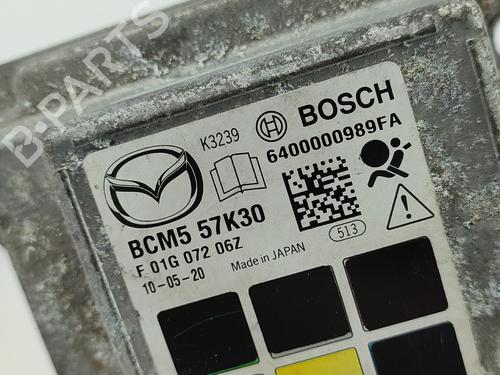 B-PARTS
K3239
BOSCH
6400000989FA
BCM5 57K30
F 01G 072 06Z
10-05-20
Made in JAPAN
513